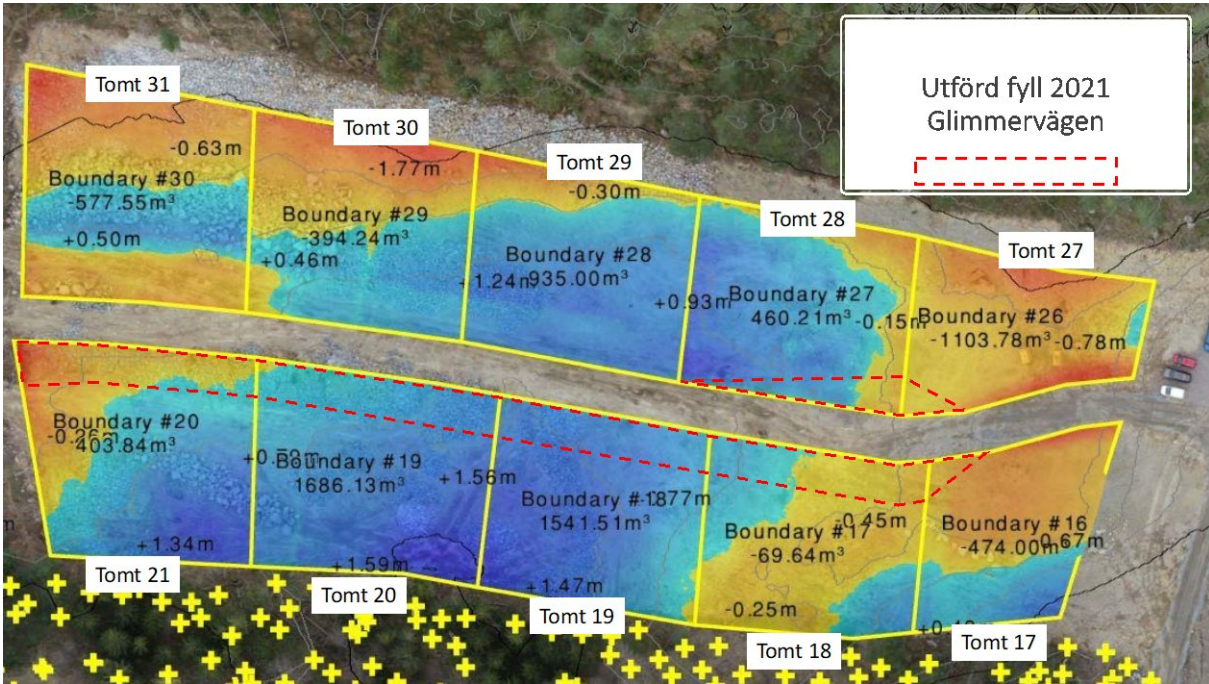 Utförd fyll 2021
Glimmervägen
Tomt 31
Tomt 30
Tomt 29
Tomt 28
Tomt 27
-0.63m
Boundary #30
-577.55m³
+0.50m
-1.77m
Boundary #29
-394.24m³
+0.46m
-0.30m
Boundary #28
935.00m³
+1.24m
+0.93m
Boundary #27
460.21m³
-0.15m
Boundary #26
-1103.78m³
-0.78m
Boundary #20
403.84m³
+1.34m
Boundary #19
1686.13m³
+1.56m
+1.59m
1541.51m³
+1.47m
Boundary #17
-69.64m³
-0.45m
-0.25m
Boundary #16
-474.00m³
Tomt 21
Tomt 20
Tomt 19
Tomt 18
Tomt 17